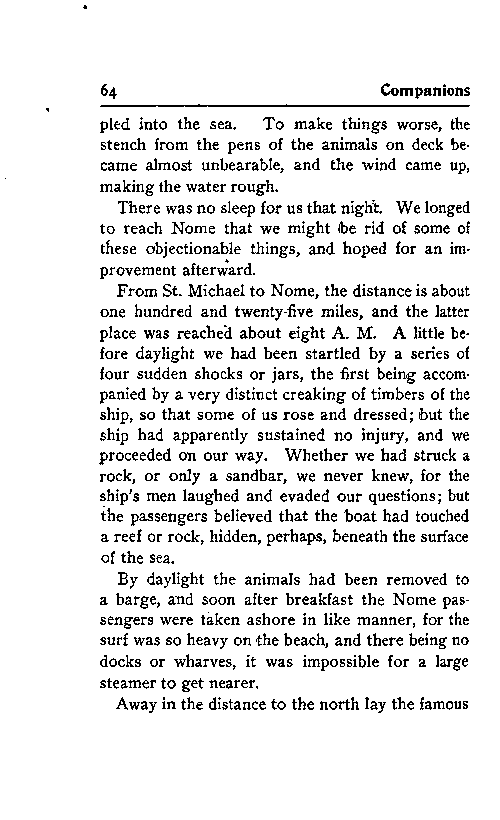 64 Companions
pled into the sea. To make things worse, the
stench from the pens of the animals on deck be-
came almost unbearable, and the wind came up,
making the water rough.
There was no sleep for us that night. We longed
to reach Nome that we might be rid of some of
these objectionable things, and hoped for an im-
provement afterward.
From St. Michael to Nome, the distance is about
one hundred and twenty-five miles, and the latter
place was reached about eight A. M. A little be-
fore daylight we had been startled by a series of
four sudden shocks or jars, the first being accom-
panied by a very distinct creaking of timbers of the
ship, so that some of us rose and dressed; but the
ship had apparently sustained no injury, and we
proceeded on our way. Whether we had struck a
rock, or only a sandbar, we never knew, for the
ship's men laughed and evaded our questions; but
the passengers believed that the boat had touched
a reef or rock, hidden, perhaps, beneath the surface
of the sea.
By daylight the animals had been removed to
a barge, and soon after breakfast the Nome pas-
sengers were taken ashore in like manner, for the
surf was so heavy on the beach, and there being no
docks or wharves, it was impossible for a large
steamer to get nearer.
Away in the distance to the north lay the famous